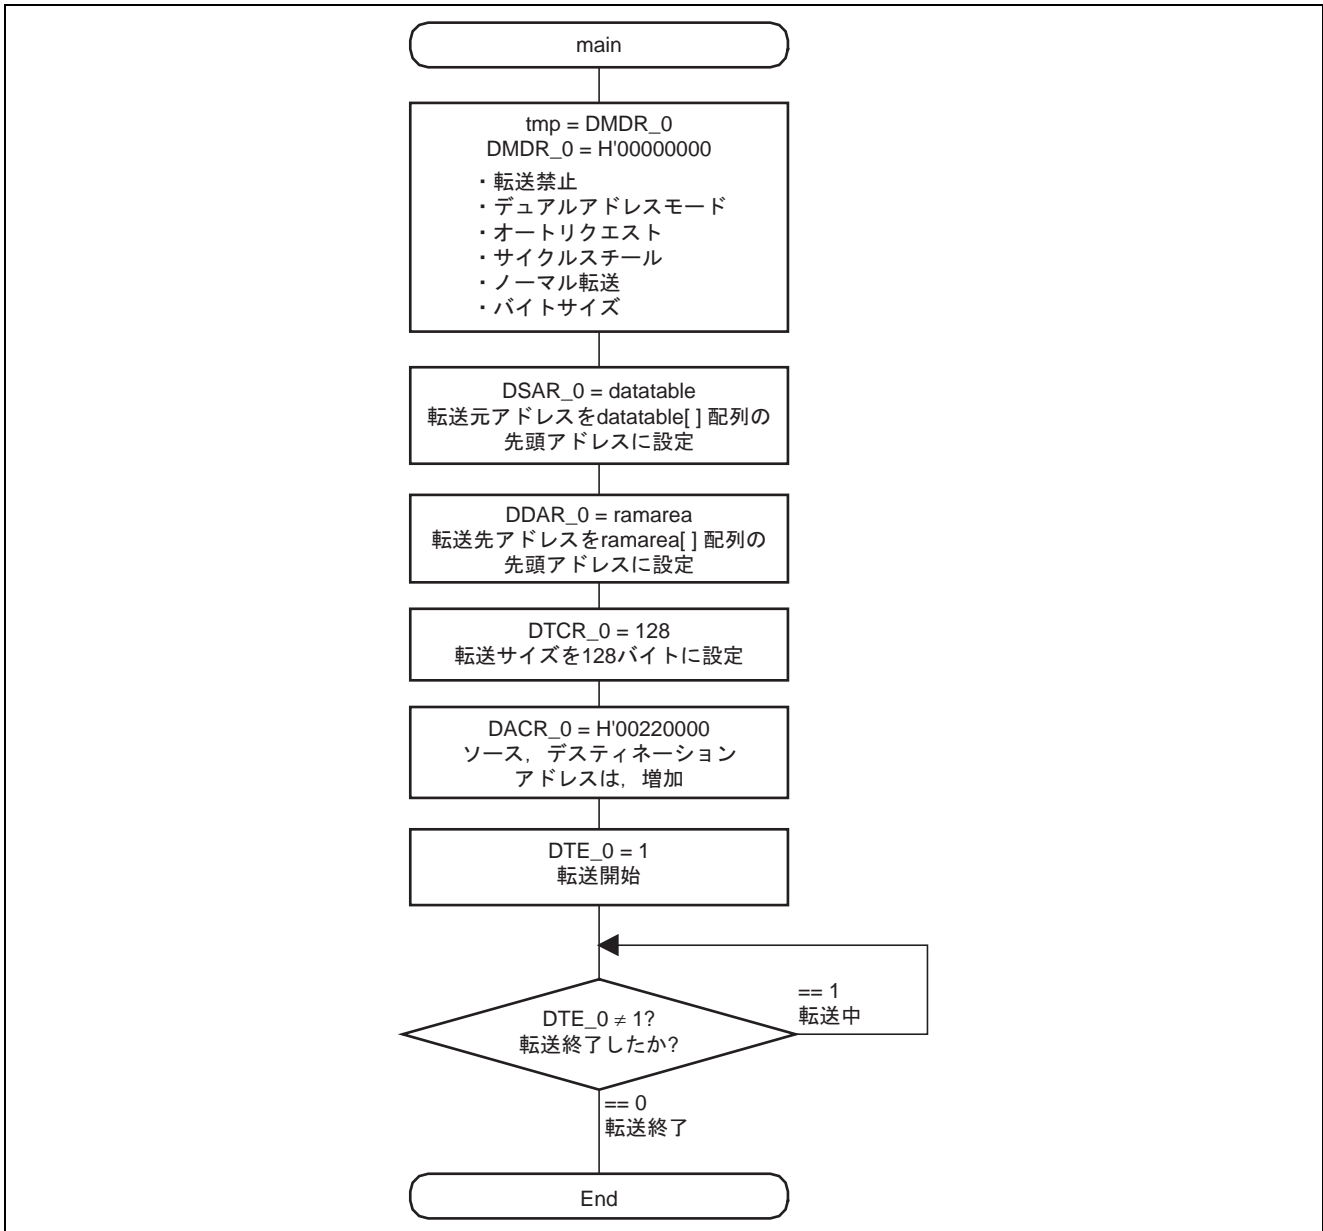 main
tmp = DMDR_0
DMDR_0 = H'00000000
・転送禁止
・デュアルアドレスモード
・オートリクエスト
・サイクルスチール
・ノーマル転送
・バイトサイズ
DSAR_0 = datatable
転送元アドレスをdatatable[ ] 配列の
先頭アドレスに設定
DDAR_0 = ramarea
転送先アドレスをramarea[ ] 配列の
先頭アドレスに設定
DTCR_0 = 128
転送サイズを128バイトに設定
DACR_0 = H'00220000
ソース，デスティネーション
アドレスは，増加
DTE_0 = 1
転送開始
== 1
転送中
DTE_0 ≠ 1?
転送終了したか?
== 0
転送終了
End